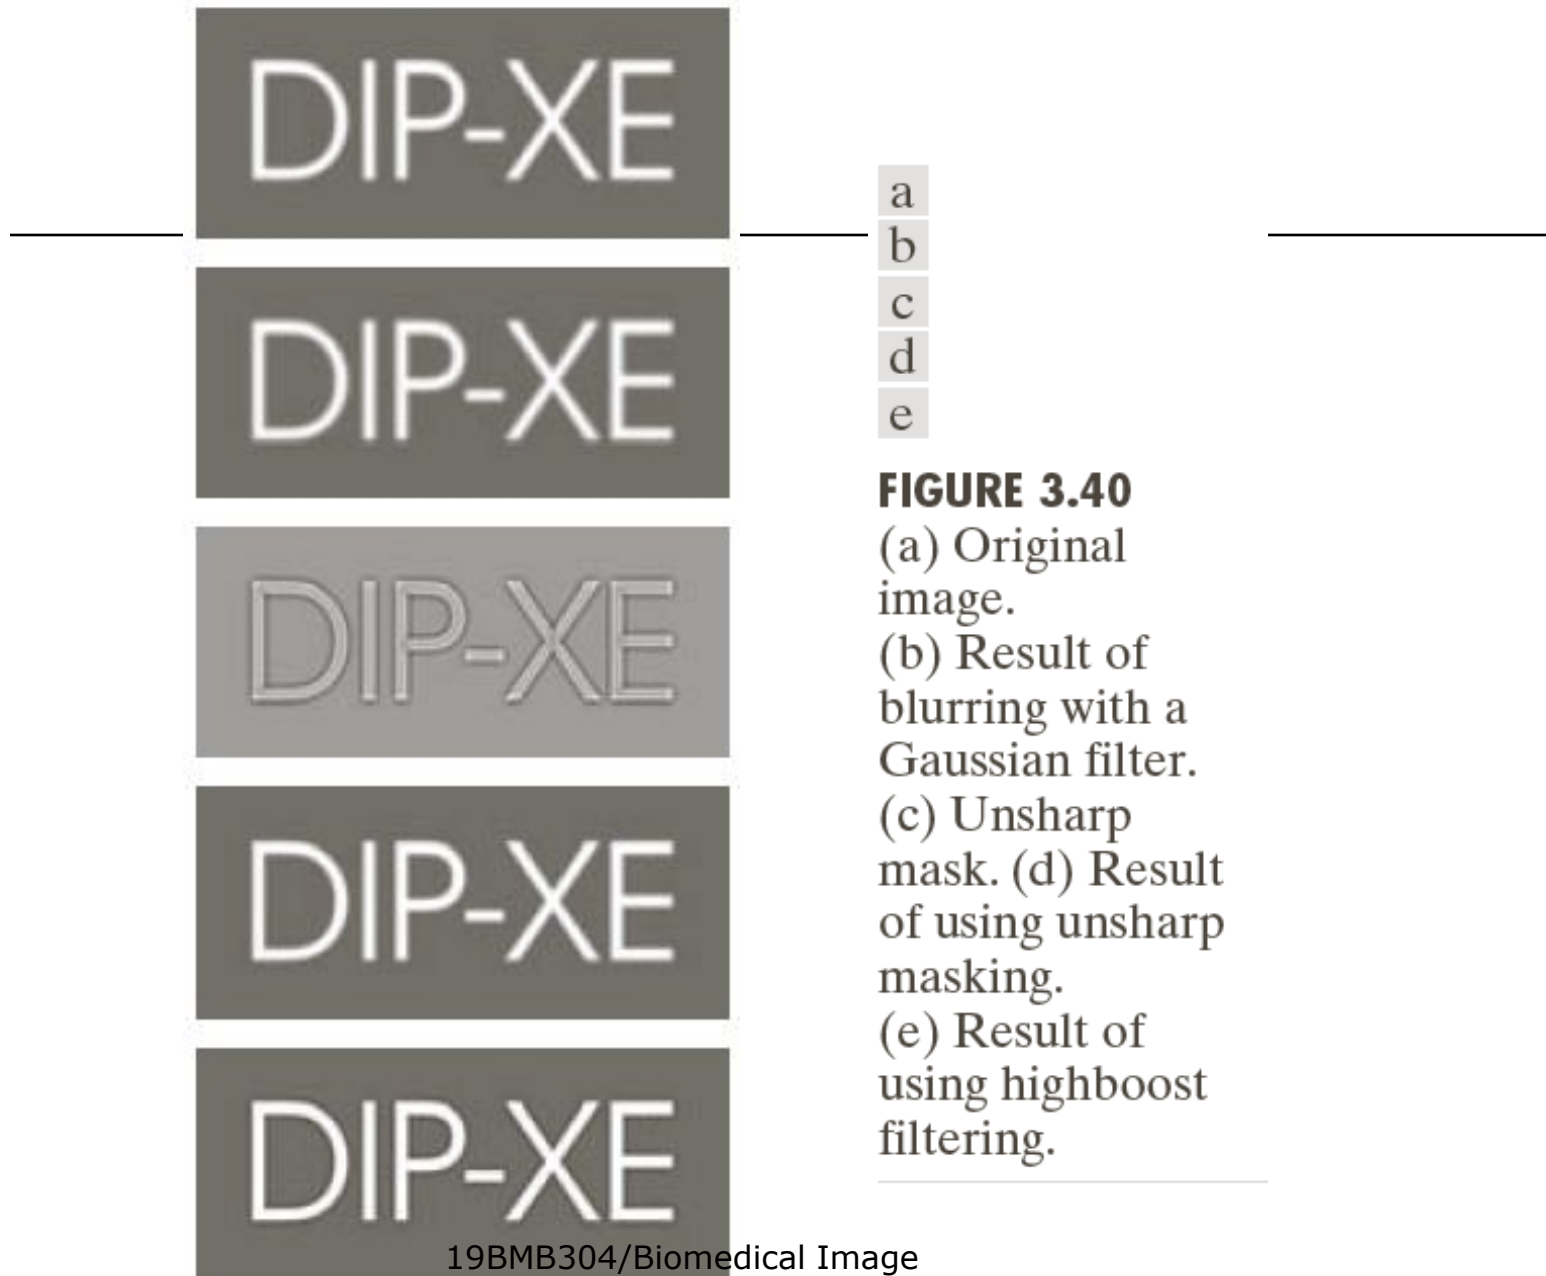 DIP-XE
DIP-XE
DIP-XE
DIP-XE
DIP-XE
a
b
c
d
e
FIGURE 3.40
(a) Original
image.
(b) Result of
blurring with a
Gaussian filter.
(c) Unsharp
mask. (d) Result
of using unsharp
masking.
(e) Result of
using highboost
filtering.
19BMB304/Biomedical Image